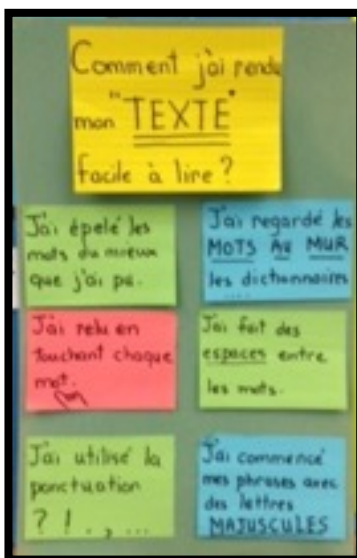 Comment j'ai rendu
mon "TEXTE"
facile à lire ?
J'ai épelé les
mots du mieux
que j'ai pu.
J'ai regardé les
MOTS AU MUR
les dictionnaires
....
J'ai relu en
touchant chaque
mot.
J'ai fait des
espaces entre
les mots.
J'ai utilisé la
ponctuation
? ! . , ...
J'ai commencé
mes phrases avec
des lettres
MAJUSCULES